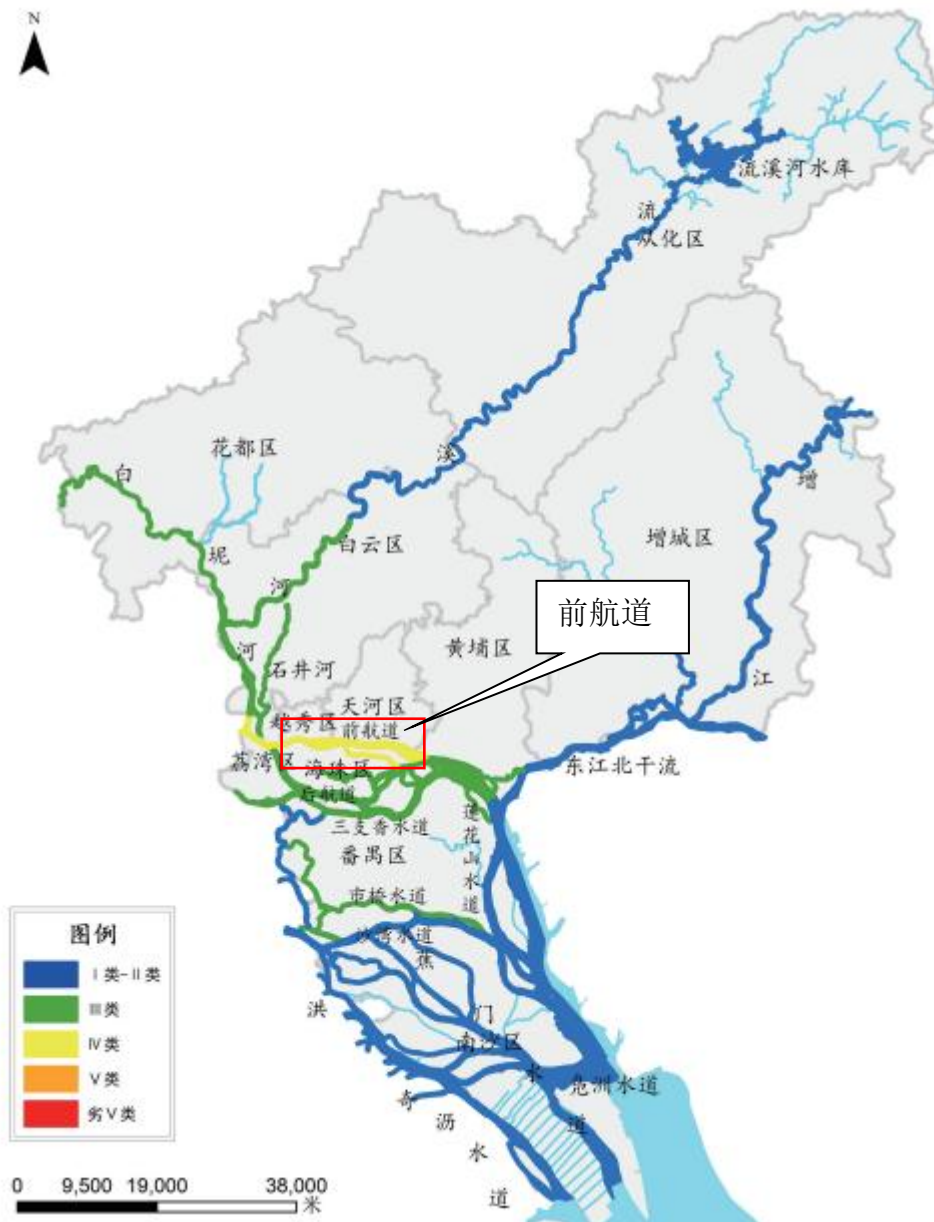 N
流溪河水库
流
从化区
溪
花都区
白
增
坭
白云区
增城区
河
前航道
河
石井河
黄埔区
江
天河区
越秀区
前航道
荔湾区
海珠区
东江北干流
后航道
三支香水道
莲花山水道
番禺区
市桥水道
沙湾水道
蕉
洪
门
南沙区
水
凫洲水道
奇
沥
道
水
道
图例
Ⅰ类-Ⅱ类
Ⅲ类
Ⅳ类
Ⅴ类
劣Ⅴ类
0 9,500 19,000 38,000
米